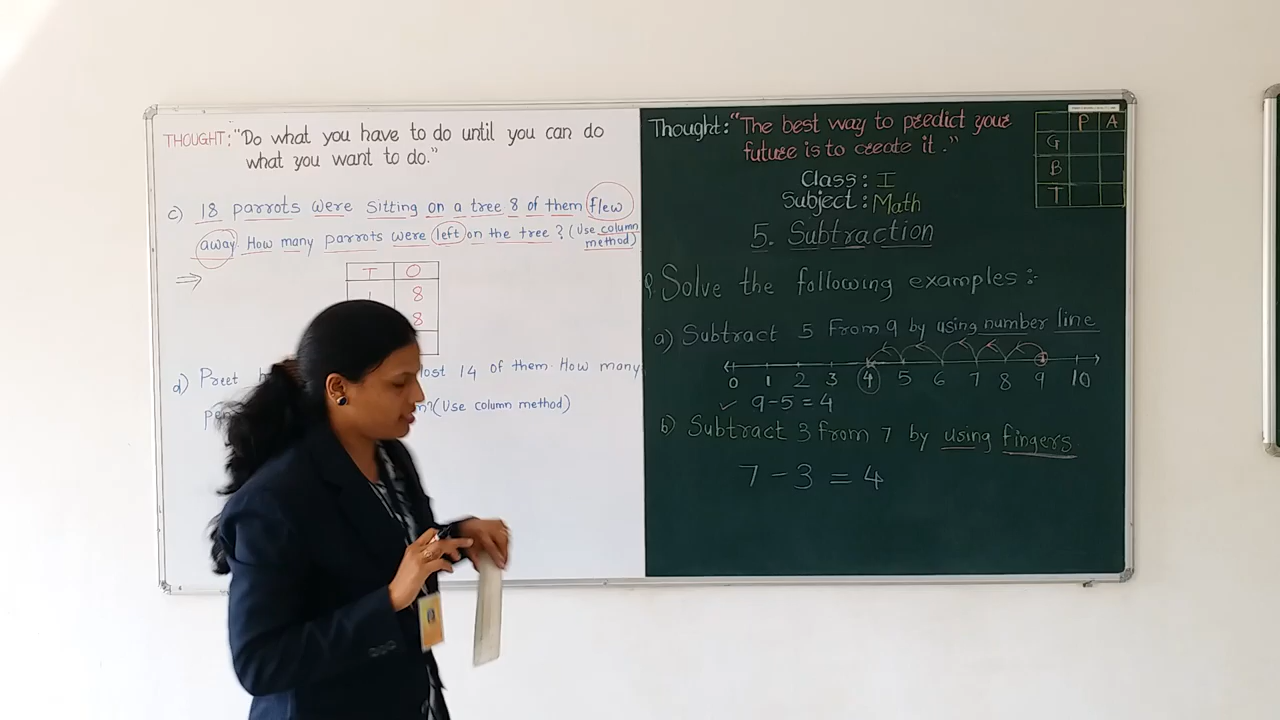 THOUGHT: "Do what you have to do until you can do
what you want to do."
c) 18 parrots were Sitting on a tree 8 of them flew
away. How many parrots were left on the tree? (Use column
method)
⇒
T O
1 8
8
d) Preet lost 14 of them. How many
(Use column method)
Thought: "The best way to predict your
future is to create it."
P A
G
B
T
Class: I
Subject: Math
5. Subtraction
Q. Solve the following examples :-
a) Subtract 5 From 9 by using number line
0 1 2 3 4 5 6 7 8 9 10
✓ 9-5=4
b) Subtract 3 from 7 by using fingers.
7-3=4